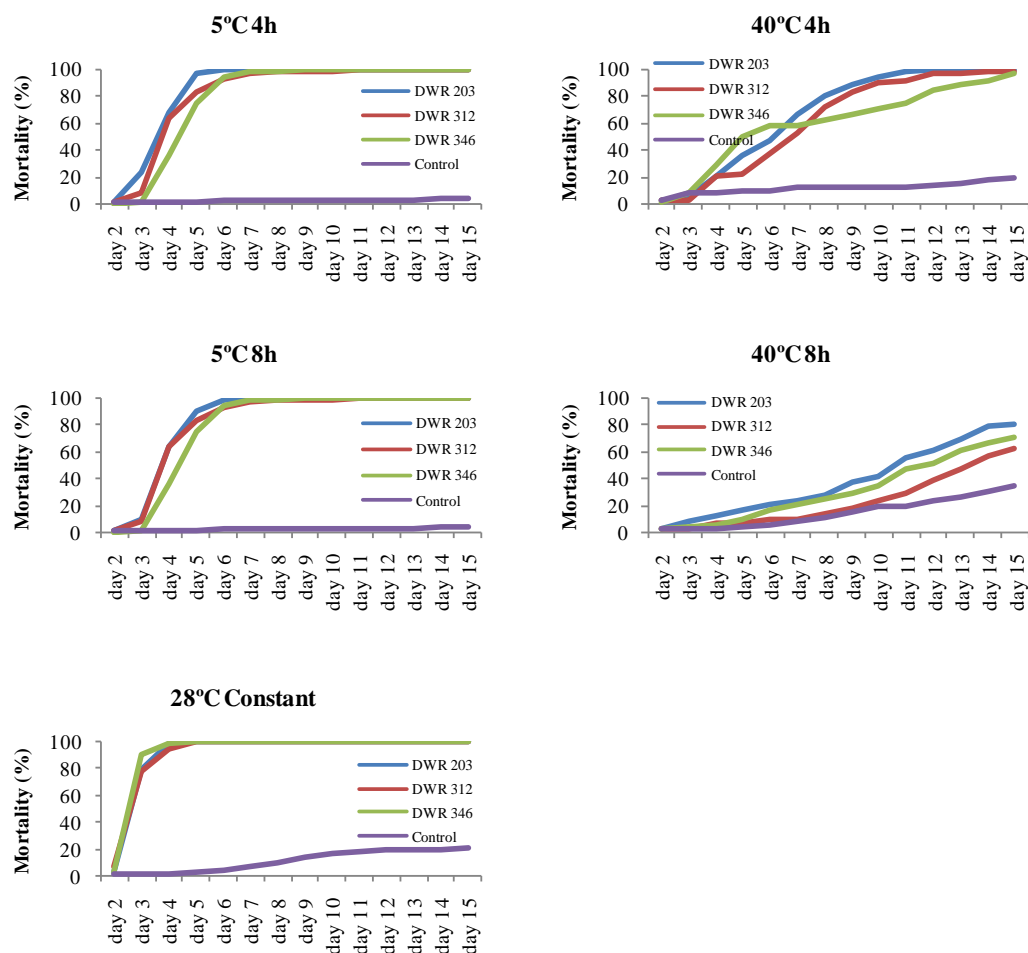 5ºC 4h
Mortality (%)
100
80
60
40
20
0
DWR 203
DWR 312
DWR 346
Control
day 2
day 3
day 4
day 5
day 6
day 7
day 8
day 9
day 10
day 11
day 12
day 13
day 14
day 15
40ºC 4h
Mortality (%)
100
80
60
40
20
0
DWR 203
DWR 312
DWR 346
Control
day 2
day 3
day 4
day 5
day 6
day 7
day 8
day 9
day 10
day 11
day 12
day 13
day 14
day 15
5ºC 8h
Mortality (%)
100
80
60
40
20
0
DWR 203
DWR 312
DWR 346
Control
day 2
day 3
day 4
day 5
day 6
day 7
day 8
day 9
day 10
day 11
day 12
day 13
day 14
day 15
40ºC 8h
Mortality (%)
100
80
60
40
20
0
DWR 203
DWR 312
DWR 346
Control
day 2
day 3
day 4
day 5
day 6
day 7
day 8
day 9
day 10
day 11
day 12
day 13
day 14
day 15
28ºC Constant
Mortality (%)
100
80
60
40
20
0
DWR 203
DWR 312
DWR 346
Control
day 2
day 3
day 4
day 5
day 6
day 7
day 8
day 9
day 10
day 11
day 12
day 13
day 14
day 15